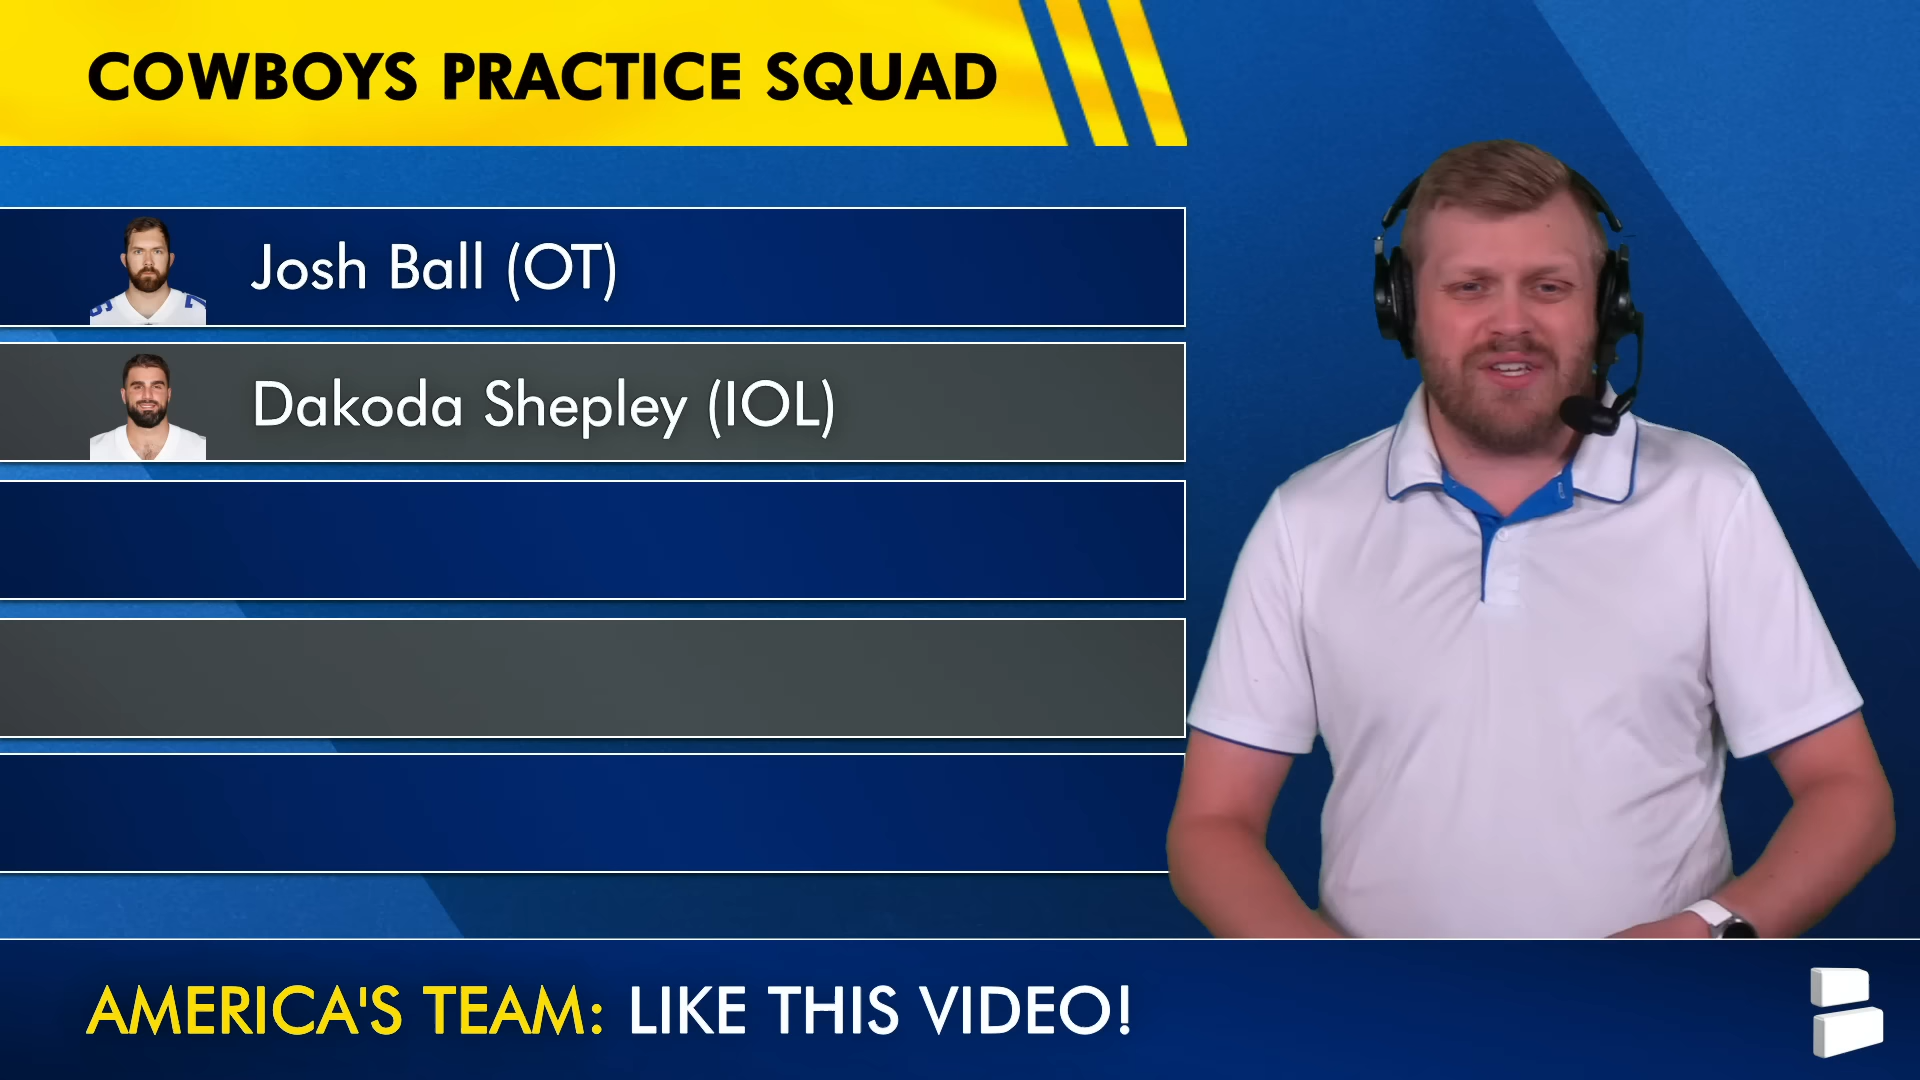 COWBOYS PRACTICE SQUAD
Josh Ball (OT)
Dakoda Shepley (IOL)
AMERICA'S TEAM: LIKE THIS VIDEO!